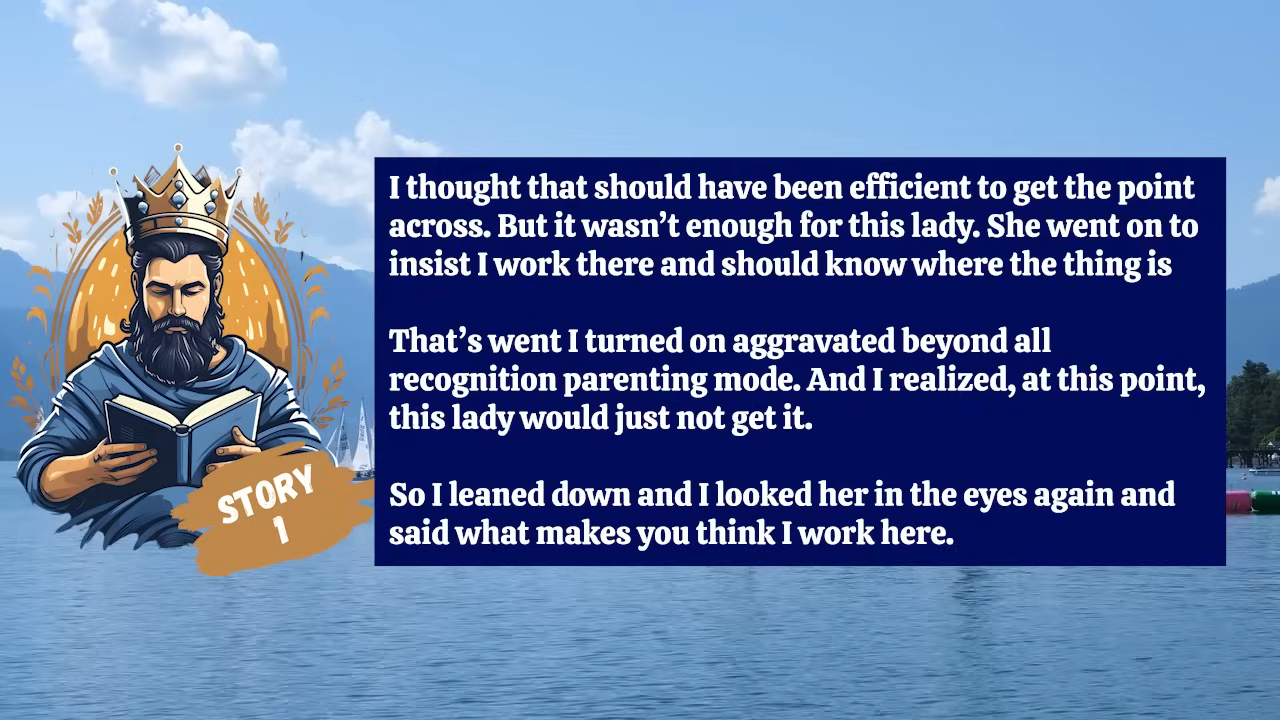 I thought that should have been efficient to get the point
across. But it wasn’t enough for this lady. She went on to
insist I work there and should know where the thing is
That’s went I turned on aggravated beyond all
recognition parenting mode. And I realized, at this point,
this lady would just not get it.
So I leaned down and I looked her in the eyes again and
said what makes you think I work here.
STORY
1